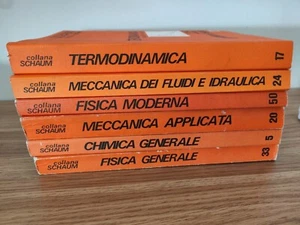 collana
SCHAUM
TERMODINAMICA
17
collana
SCHAUM
MECCANICA DEI FLUIDI E IDRAULICA
24
collana
SCHAUM
FISICA MODERNA
50
collana
SCHAUM
MECCANICA APPLICATA
20
collana
SCHAUM
CHIMICA GENERALE
5
collana
SCHAUM
FISICA GENERALE
33